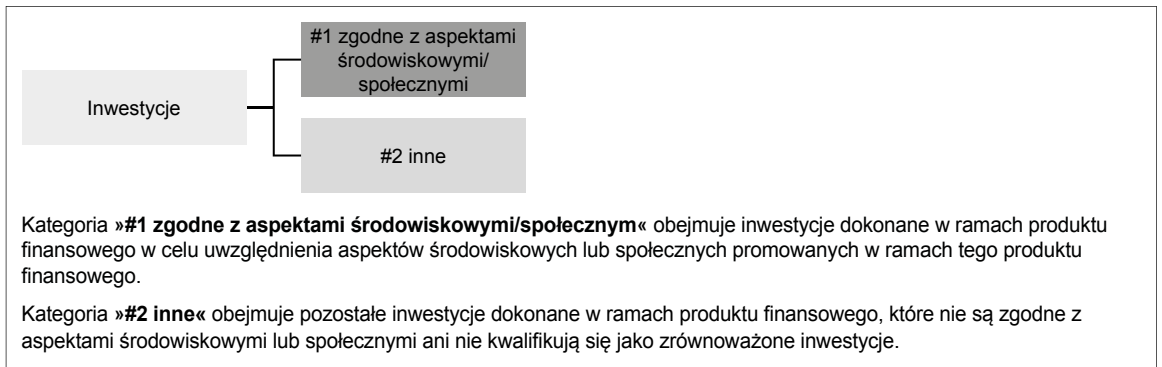 #1 zgodne z aspektami
środowiskowymi/
społecznymi
Inwestycje
#2 inne
Kategoria »#1 zgodne z aspektami środowiskowymi/społecznym« obejmuje inwestycje dokonane w ramach produktu
finansowego w celu uwzględnienia aspektów środowiskowych lub społecznych promowanych w ramach tego produktu
finansowego.
Kategoria »#2 inne« obejmuje pozostałe inwestycje dokonane w ramach produktu finansowego, które nie są zgodne z
aspektami środowiskowymi lub społecznymi ani nie kwalifikują się jako zrównoważone inwestycje.